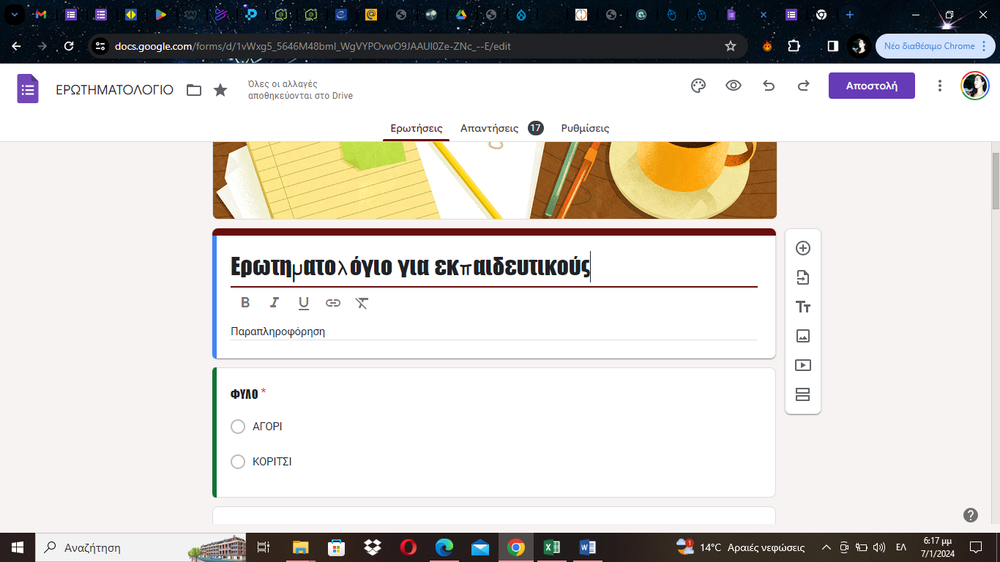 docs.google.com/forms/d/1vWxg5_5646M48bmI_WgVYPOvwO9JAAUI0Ze-ZNc_--E/edit
Νέο διαθέσιμο Chrome
ΕΡΩΤΗΜΑΤΟΛΟΓΙΟ
Όλες οι αλλαγές
αποθηκεύονται στο Drive
Αποστολή
Ερωτήσεις Απαντήσεις 17 Ρυθμίσεις
Ερωτηματολόγιο για εκπαιδευτικούς
B I U
Παραπληροφόρηση
ΦΥΛΟ *
ΑΓΟΡΙ
ΚΟΡΙΤΣΙ
Αναζήτηση
1
14°C Αραιές νεφώσεις
ΕΛ
6:17 μμ
7/1/2024